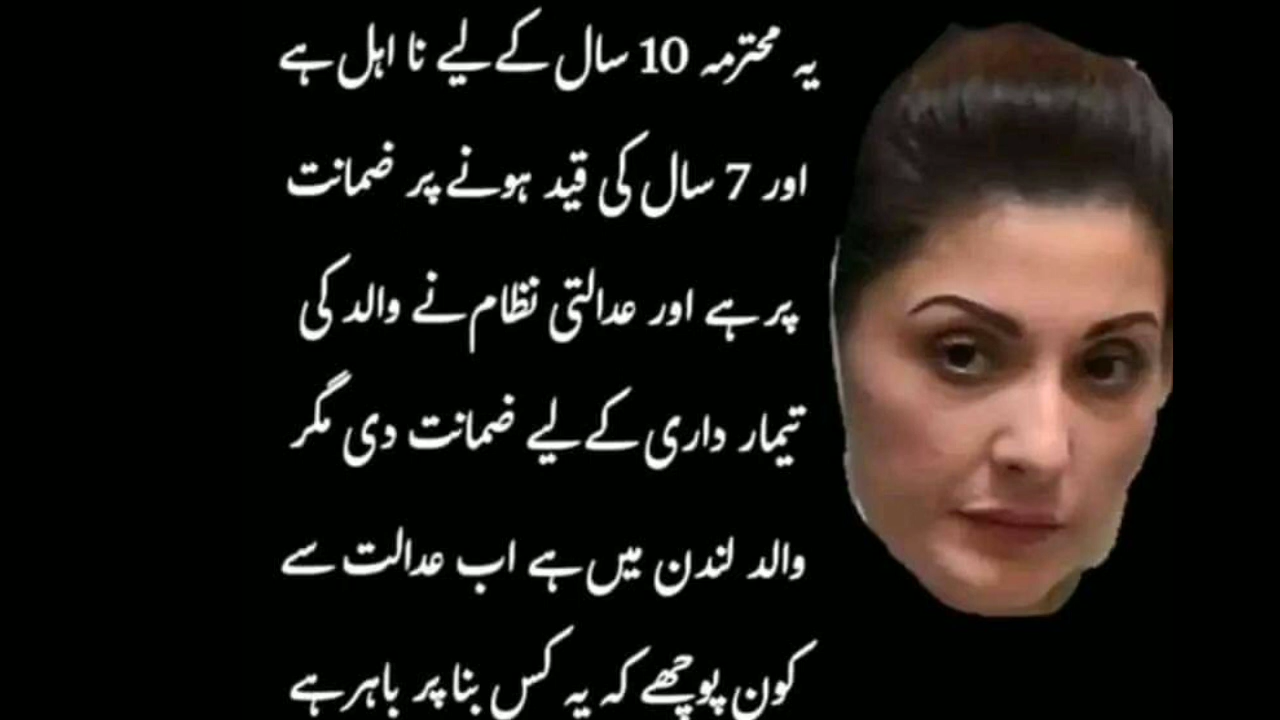 یہ محترمہ 10 سال کے لیے نا اہل ہے
اور 7 سال کی قید ہونے پر ضمانت
پر ہے اور عدالتی نظام نے والد کی
تیمار داری کے لیے ضمانت دی مگر
والد لندن میں ہے اب عدالت سے
کون پوچھے کہ یہ کس بنا پر باہر ہے